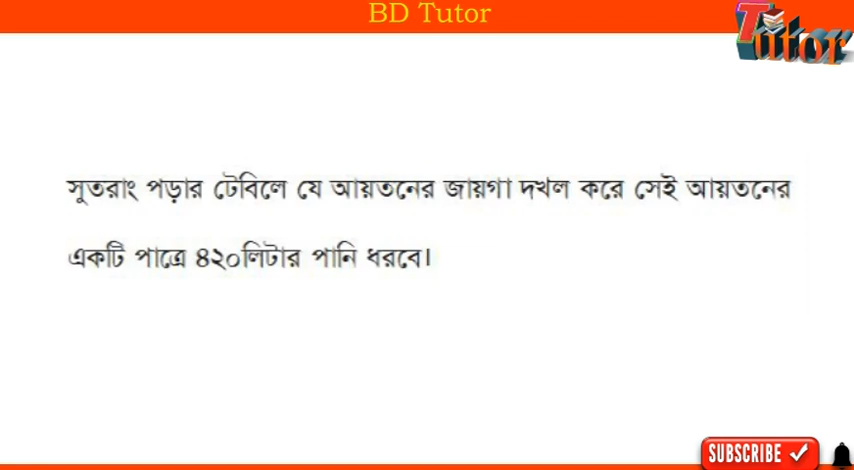 BD Tutor
Tutor
সুতরাং পড়ার টেবিলে যে আয়তনের জায়গা দখল করে সেই আয়তনের
একটি পাত্রে ৪২০লিটার পানি ধরবে।
SUBSCRIBE